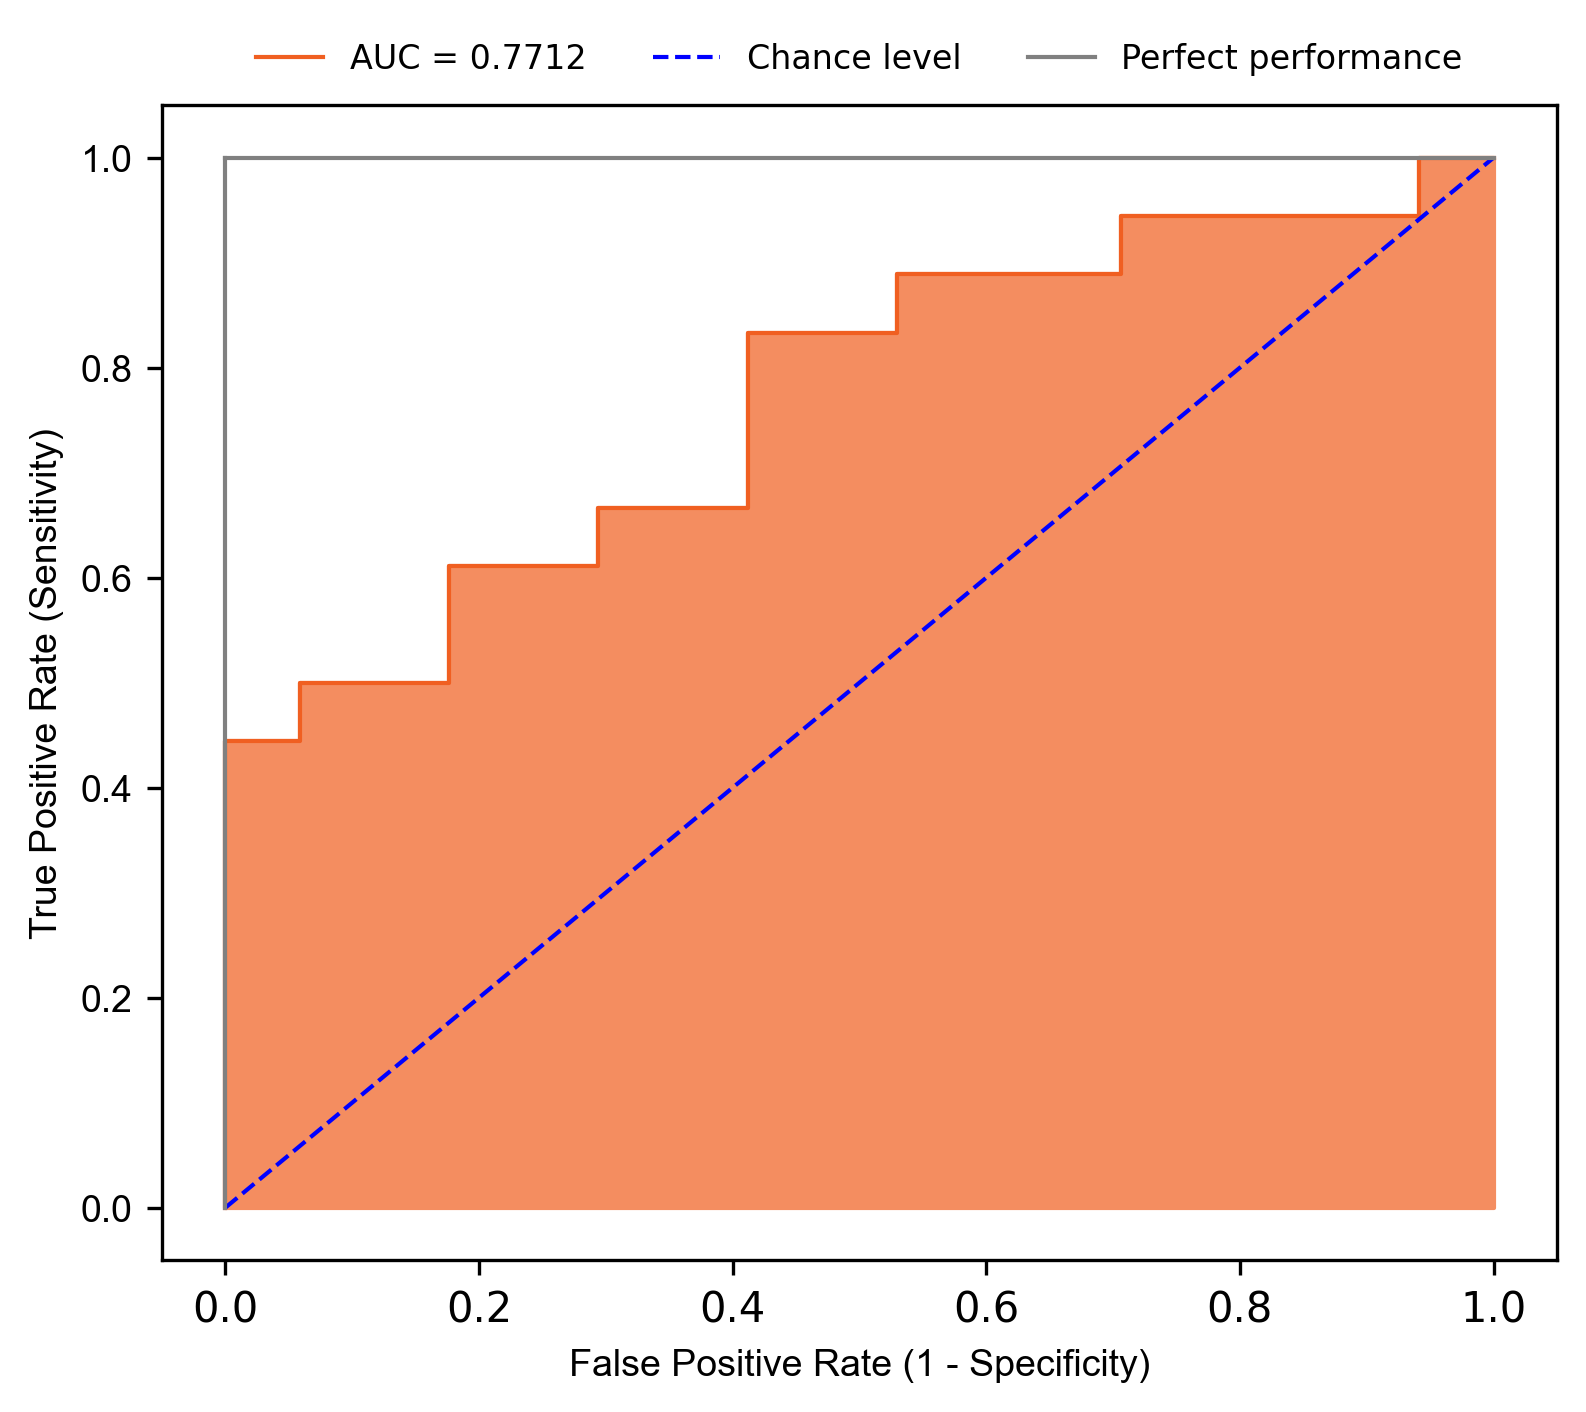 AUC = 0.7712 Chance level Perfect performance
1.0
0.8
0.6
0.4
0.2
0.0
True Positive Rate (Sensitivity)
0.0 0.2 0.4 0.6 0.8 1.0
False Positive Rate (1 - Specificity)